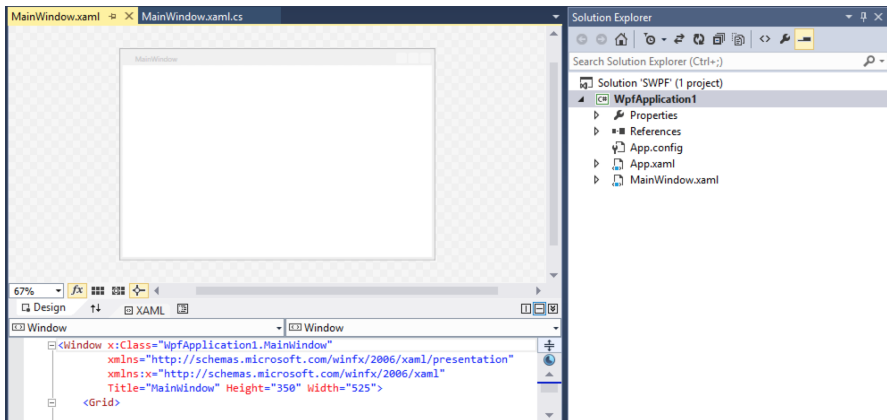 MainWindow.xaml
MainWindow.xaml.cs
MainWindow
67%
fx
Design
XAML
Window
Window
<Window x:Class="WpfApplication1.MainWindow"
xmlns="http://schemas.microsoft.com/winfx/2006/xaml/presentation"
xmlns:x="http://schemas.microsoft.com/winfx/2006/xaml"
Title="MainWindow" Height="350" Width="525">
<Grid>
Solution Explorer
Search Solution Explorer (Ctrl+;)
Solution 'SWPF' (1 project)
C# WpfApplication1
Properties
References
App.config
App.xaml
MainWindow.xaml